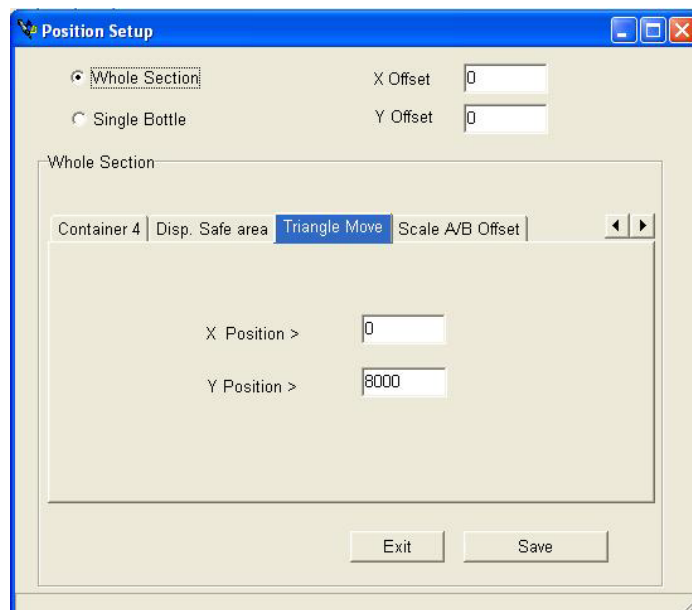 Position Setup
Whole Section X Offset 0
Single Bottle Y Offset 0
Whole Section
Container 4 Disp. Safe area Triangle Move Scale A/B Offset
X Position > 0
Y Position > 8000
Exit Save